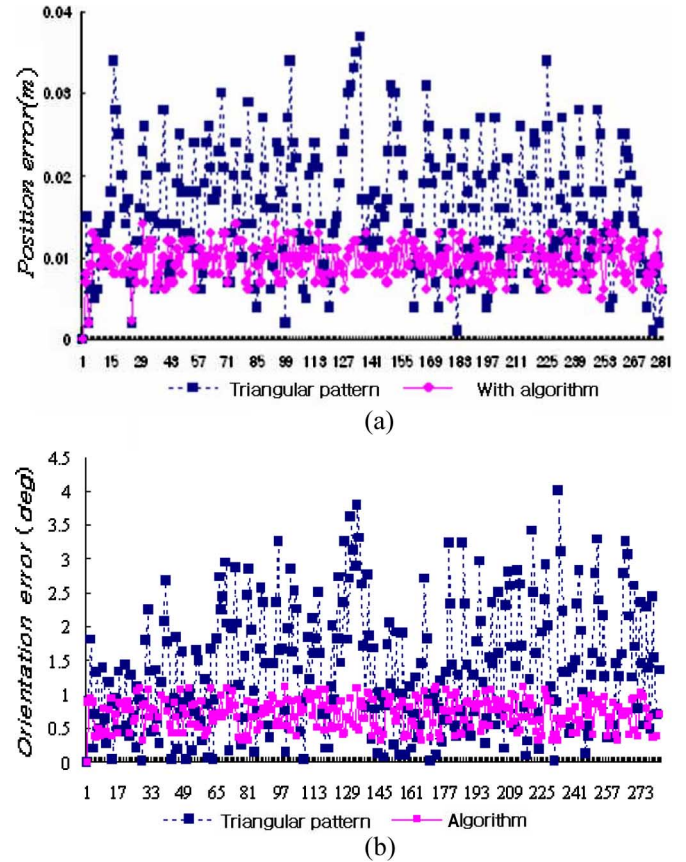 0.04
0.03
0.02
0.01
0
Position error(m)
1 15 29 43 57 71 85 99 113 127 141 155 169 183 197 211 225 239 253 267 281
Triangular pattern With algorithm
(a)
4.5
4
3.5
3
2.5
2
1.5
1
0.5
0
Orientation error (deg)
1 17 33 49 65 81 97 113 129 145 161 177 193 209 225 241 257 273
Triangular pattern Algorithm
(b)